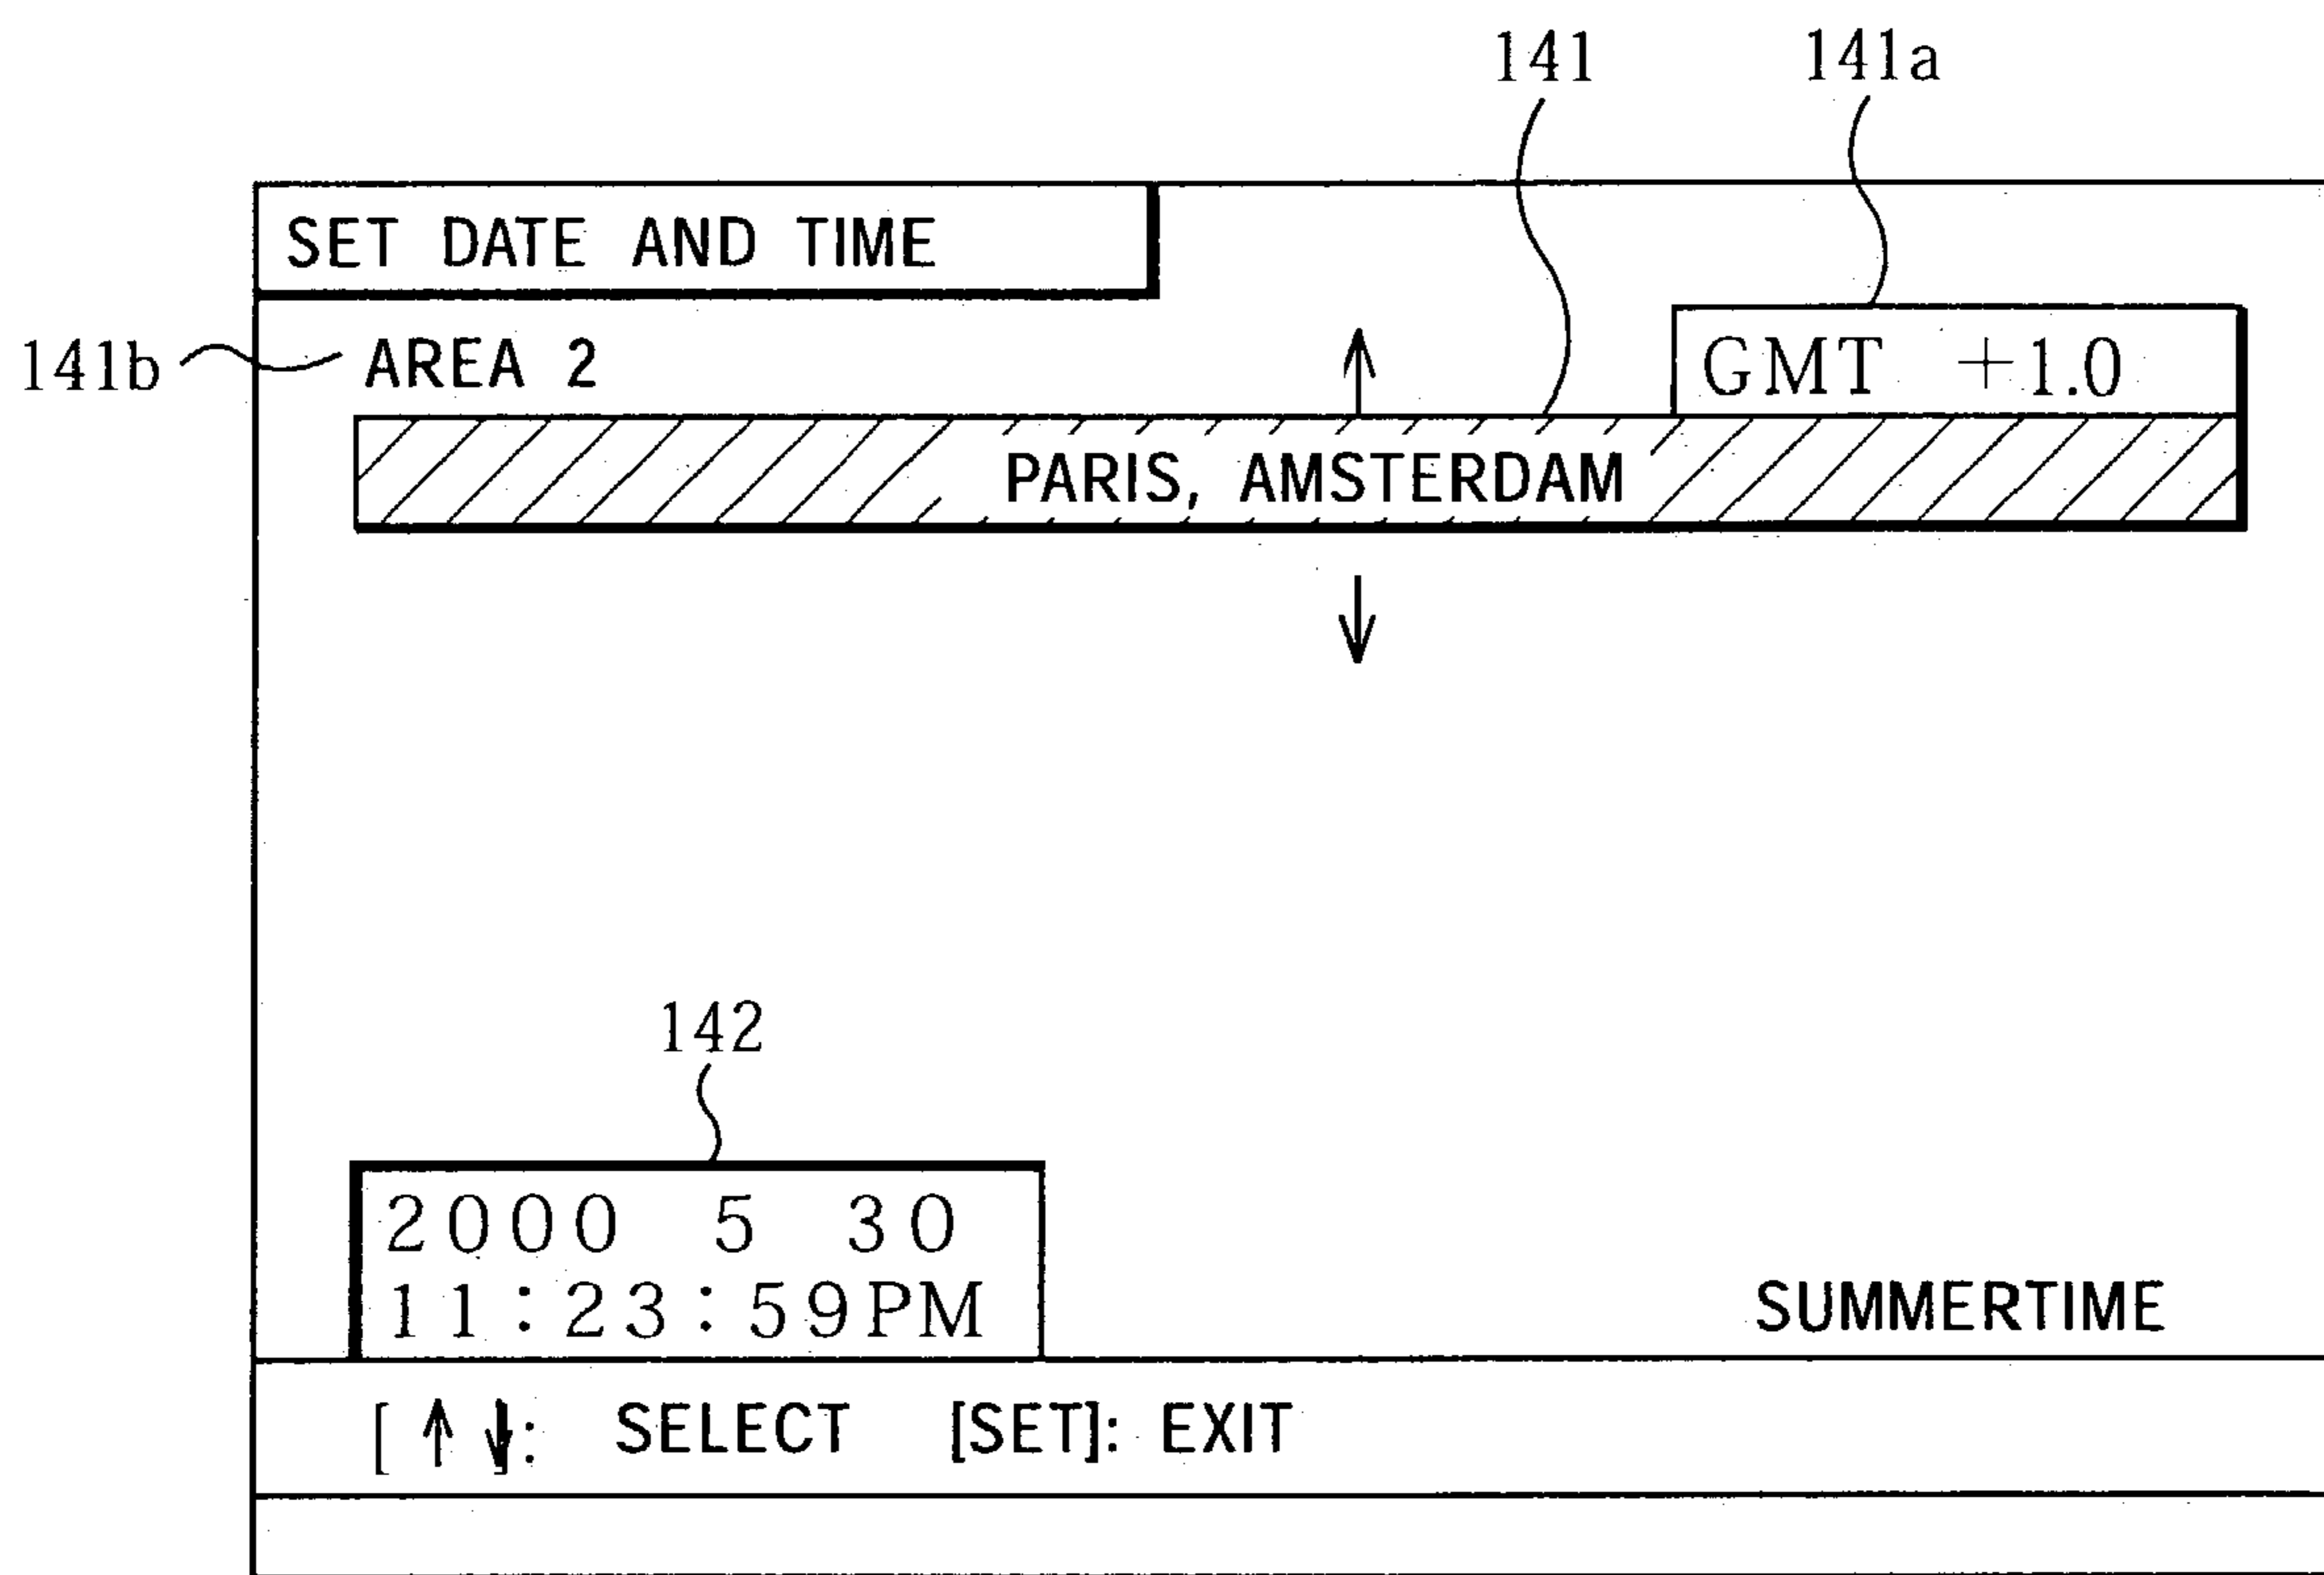 141 141a
SET DATE AND TIME
141b AREA 2 ↑ GMT +1.0
PARIS, AMSTERDAM
↓
142
2000 5 30
11:23:59PM
SUMMERTIME
[↑↓]: SELECT [SET]: EXIT